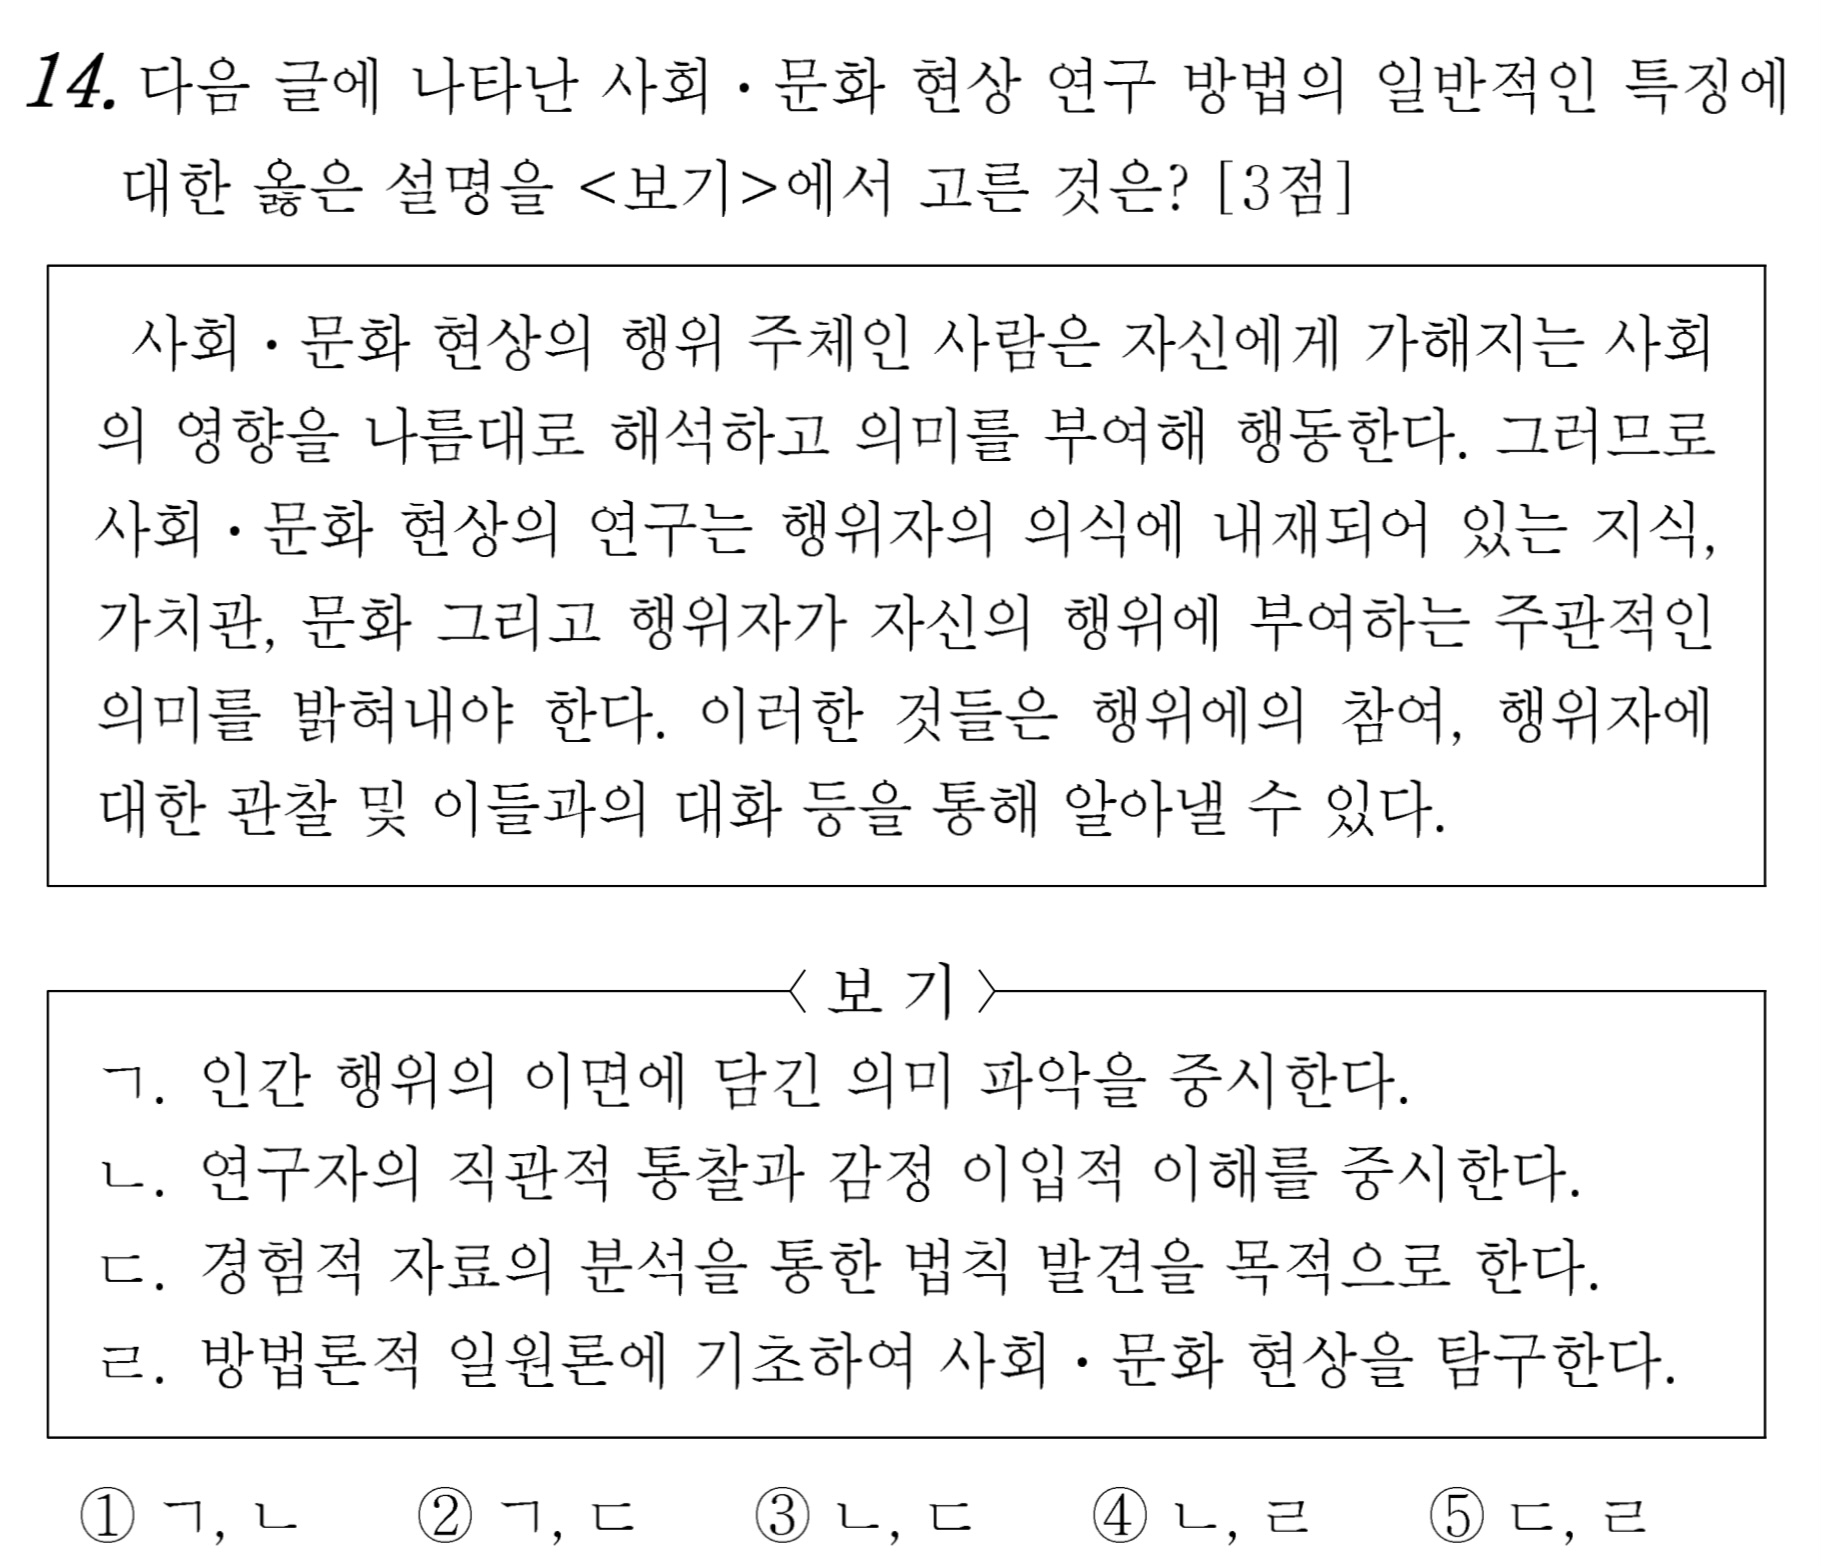 14. 다음 글에 나타난 사회·문화 현상 연구 방법의 일반적인 특징에
대한 옳은 설명을 <보기>에서 고른 것은? [3점]
사회·문화 현상의 행위 주체인 사람은 자신에게 가해지는 사회
의 영향을 나름대로 해석하고 의미를 부여해 행동한다. 그러므로
사회·문화 현상의 연구는 행위자의 의식에 내재되어 있는 지식,
가치관, 문화 그리고 행위자가 자신의 행위에 부여하는 주관적인
의미를 밝혀내야 한다. 이러한 것들은 행위에의 참여, 행위자에
대한 관찰 및 이들과의 대화 등을 통해 알아낼 수 있다.
<보 기>
ㄱ. 인간 행위의 이면에 담긴 의미 파악을 중시한다.
ㄴ. 연구자의 직관적 통찰과 감정 이입적 이해를 중시한다.
ㄷ. 경험적 자료의 분석을 통한 법칙 발견을 목적으로 한다.
ㄹ. 방법론적 일원론에 기초하여 사회·문화 현상을 탐구한다.
① ㄱ, ㄴ ② ㄱ, ㄷ ③ ㄴ, ㄷ ④ ㄴ, ㄹ ⑤ ㄷ, ㄹ